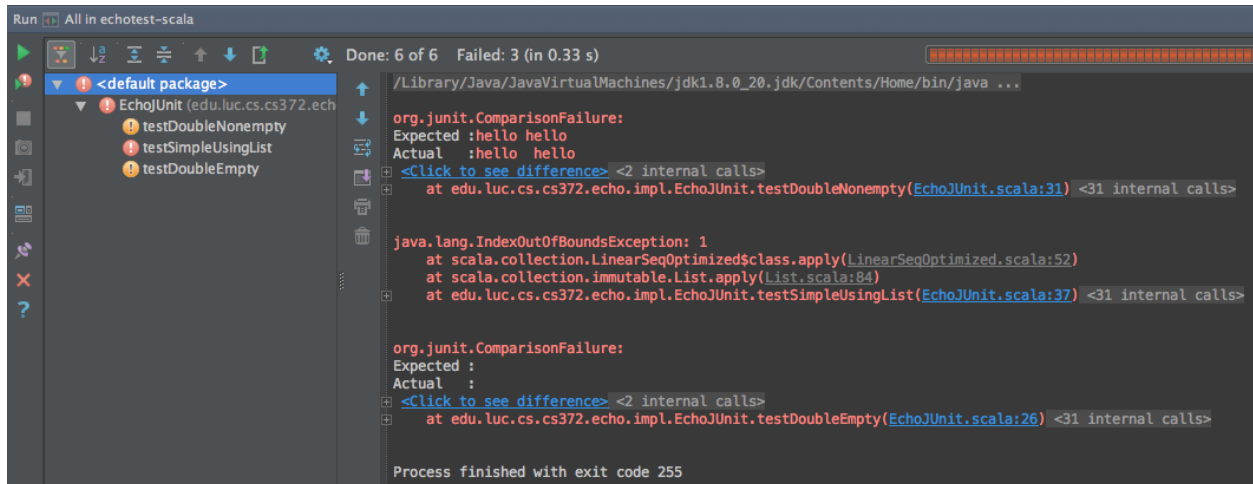 Run All in echotest-scala
Done: 6 of 6 Failed: 3 (in 0.33 s)
<default package>
EchoJUnit (edu.luc.cs.cs372.ech
testDoubleNonempty
testSimpleUsingList
testDoubleEmpty
/Library/Java/JavaVirtualMachines/jdk1.8.0_20.jdk/Contents/Home/bin/java ...
org.junit.ComparisonFailure:
Expected :hello hello
Actual   :hello  hello
<Click to see difference> <2 internal calls>
at edu.luc.cs.cs372.echo.impl.EchoJUnit.testDoubleNonempty(EchoJUnit.scala:31) <31 internal calls>
java.lang.IndexOutOfBoundsException: 1
at scala.collection.LinearSeqOptimized$class.apply(LinearSeqOptimized.scala:52)
at scala.collection.immutable.List.apply(List.scala:84)
at edu.luc.cs.cs372.echo.impl.EchoJUnit.testSimpleUsingList(EchoJUnit.scala:37) <31 internal calls>
org.junit.ComparisonFailure:
Expected :
Actual   :
<Click to see difference> <2 internal calls>
at edu.luc.cs.cs372.echo.impl.EchoJUnit.testDoubleEmpty(EchoJUnit.scala:26) <31 internal calls>
Process finished with exit code 255